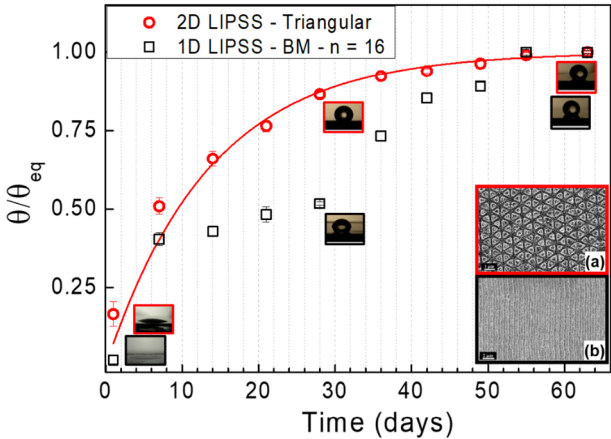 2D LIPSS - Triangular
1D LIPSS - BM - n = 16
1.00
0.75
0.50
0.25
θ/θeq
(a)
(b)
0 10 20 30 40 50 60
Time (days)